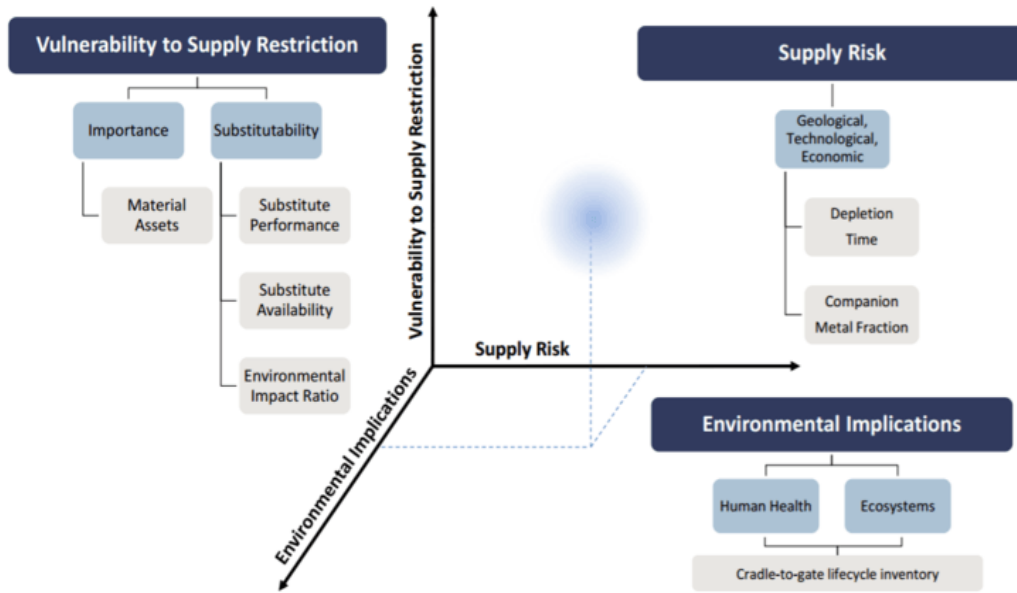 Vulnerability to Supply Restriction
Importance
Substitutability
Material
Assets
Substitute
Performance
Substitute
Availability
Environmental
Impact Ratio
Vulnerability to Supply Restriction
Supply Risk
Environmental Implications
Supply Risk
Geological,
Technological,
Economic
Depletion
Time
Companion
Metal Fraction
Environmental Implications
Human Health
Ecosystems
Cradle-to-gate lifecycle inventory